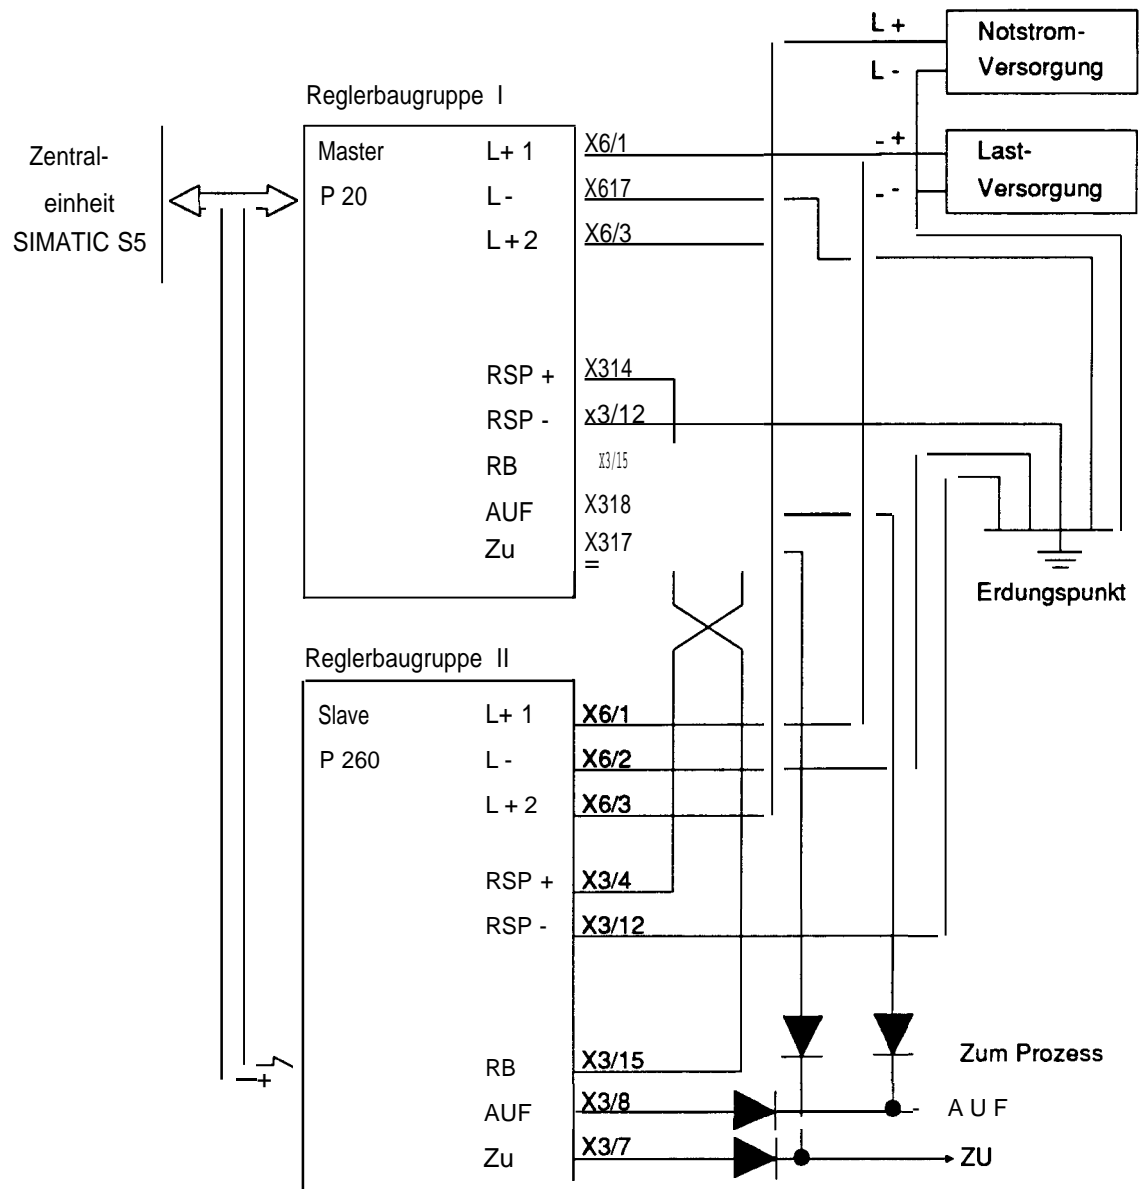 L +
Notstrom-
L -
Versorgung
Reglerbaugruppe I
Zentral-
einheit
SIMATIC S5
Master
P 20
L+ 1
X6/1
L -
X617
L + 2
X6/3
- +
Last-
- -
Versorgung
RSP +
X314
RSP -
x3/12
RB
X3/15
AUF
X318
Zu
X317
=
Erdungspunkt
Reglerbaugruppe II
Slave
P 260
L+ 1
X6/1
L -
X6/2
L + 2
X6/3
RSP +
X3/4
RSP -
X3/12
RB
X3/15
AUF
X3/8
Zu
X3/7
Zum Prozess
- A U F
ZU